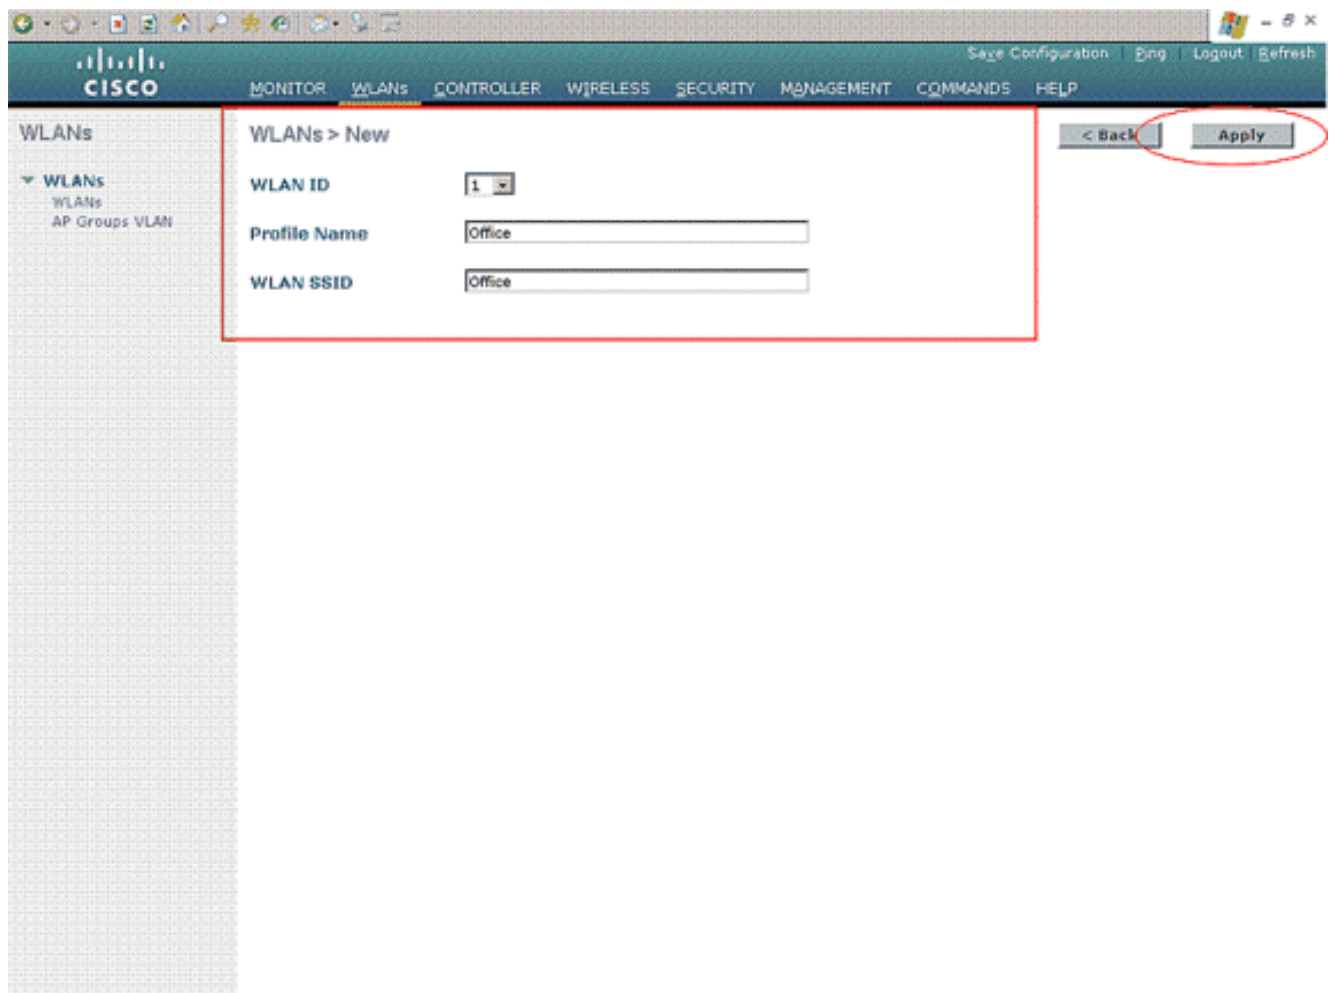 Save Configuration | Ping | Logout | Refresh
CISCO
MONITOR WLANs CONTROLLER WIRELESS SECURITY MANAGEMENT COMMANDS HELP
WLANs
WLANs
WLANs
AP Groups VLAN
WLANs > New
< Back
Apply
WLAN ID 1
Profile Name Office
WLAN SSID Office